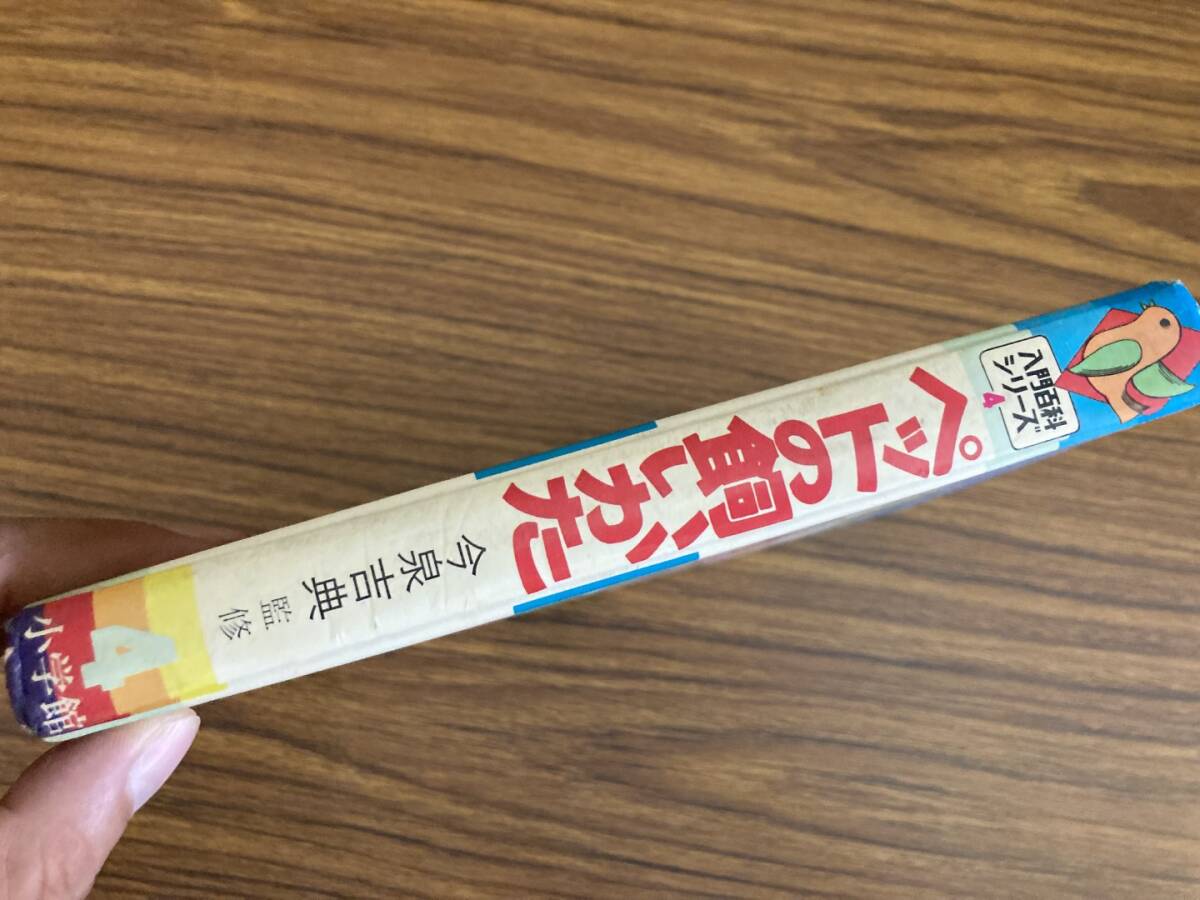 入門百科
シリーズ
4
ペットの飼いかた
今泉吉典
監修
4
小学館